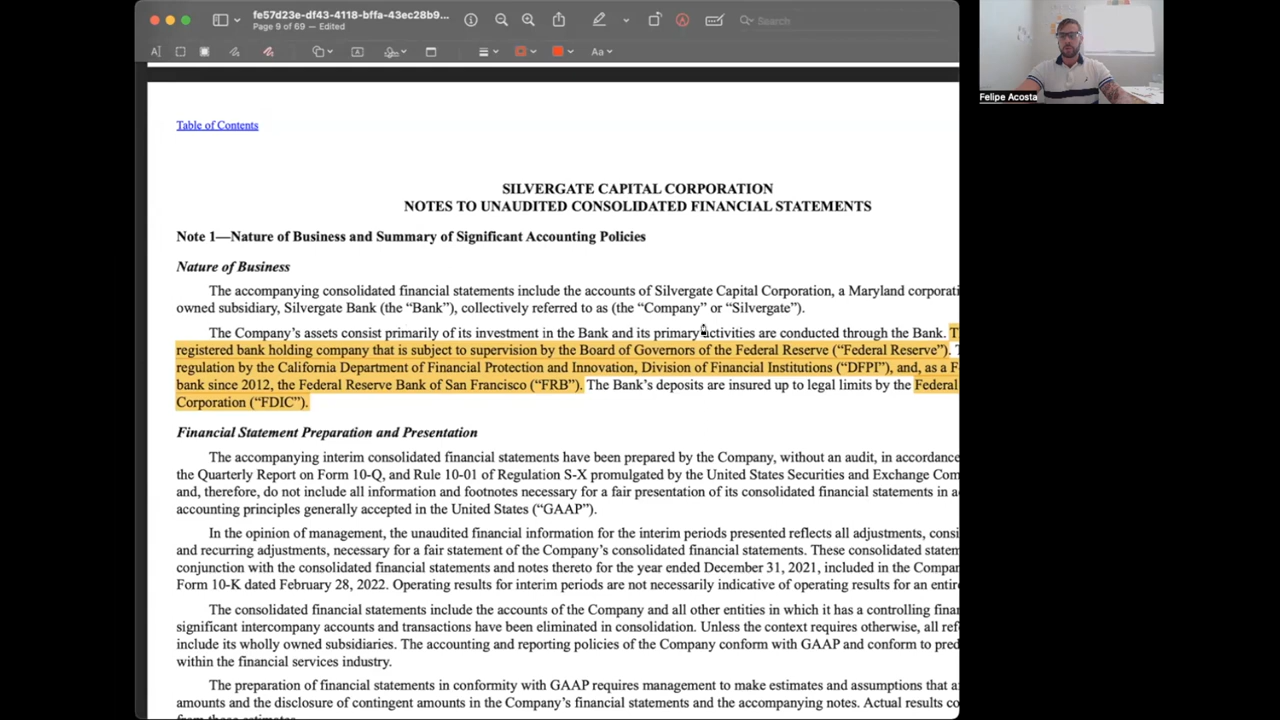 fe57d23e-df43-4118-bffa-43ec28b9...
Page 9 of 69 — Edited
Search
Felipe Acosta
Table of Contents
SILVERGATE CAPITAL CORPORATION
NOTES TO UNAUDITED CONSOLIDATED FINANCIAL STATEMENTS
Note 1—Nature of Business and Summary of Significant Accounting Policies
Nature of Business
The accompanying consolidated financial statements include the accounts of Silvergate Capital Corporation, a Maryland corporati
owned subsidiary, Silvergate Bank (the “Bank”), collectively referred to as (the “Company” or “Silvergate”).
The Company’s assets consist primarily of its investment in the Bank and its primary activities are conducted through the Bank. T
registered bank holding company that is subject to supervision by the Board of Governors of the Federal Reserve (“Federal Reserve”). T
regulation by the California Department of Financial Protection and Innovation, Division of Financial Institutions (“DFPI”), and, as a F
bank since 2012, the Federal Reserve Bank of San Francisco (“FRB”). The Bank’s deposits are insured up to legal limits by the Federal
Corporation (“FDIC”).
Financial Statement Preparation and Presentation
The accompanying interim consolidated financial statements have been prepared by the Company, without an audit, in accordance
the Quarterly Report on Form 10-Q, and Rule 10-01 of Regulation S-X promulgated by the United States Securities and Exchange Com
and, therefore, do not include all information and footnotes necessary for a fair presentation of its consolidated financial statements in a
accounting principles generally accepted in the United States (“GAAP”).
In the opinion of management, the unaudited financial information for the interim periods presented reflects all adjustments, consi
and recurring adjustments, necessary for a fair statement of the Company’s consolidated financial statements. These consolidated statem
conjunction with the consolidated financial statements and notes thereto for the year ended December 31, 2021, included in the Compan
Form 10-K dated February 28, 2022. Operating results for interim periods are not necessarily indicative of operating results for an entir
The consolidated financial statements include the accounts of the Company and all other entities in which it has a controlling finan
significant intercompany accounts and transactions have been eliminated in consolidation. Unless the context requires otherwise, all ref
include its wholly owned subsidiaries. The accounting and reporting policies of the Company conform with GAAP and conform to pred
within the financial services industry.
The preparation of financial statements in conformity with GAAP requires management to make estimates and assumptions that a
amounts and the disclosure of contingent amounts in the Company’s financial statements and the accompanying notes. Actual results co